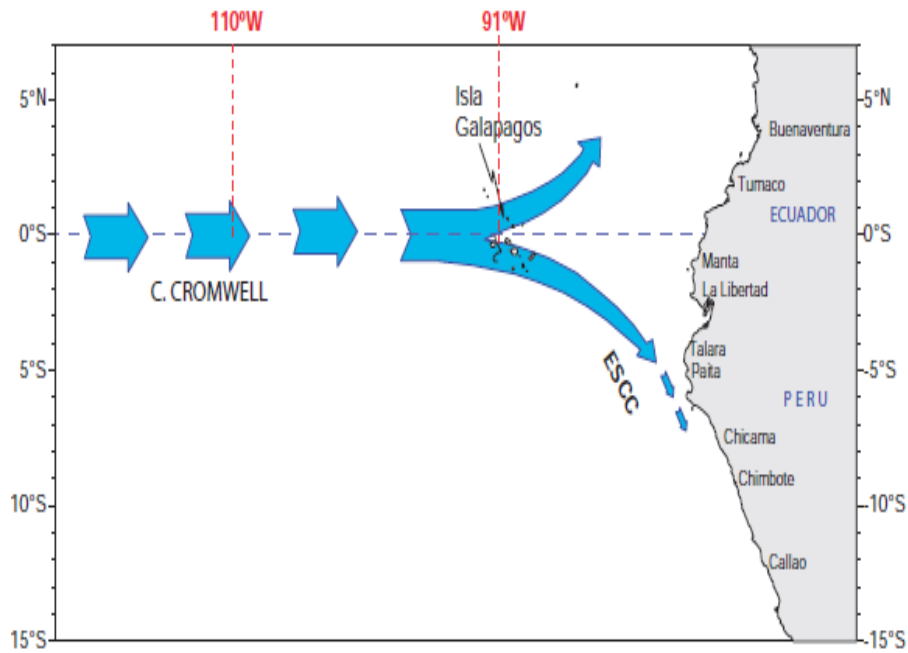 110ºW
91ºW
5°N
5°N
Isla
Galapagos
Buenaventura
Tumaco
ECUADOR
0°S
0°S
Manta
C. CROMWELL
La Libertad
Talara
Paita
5°S
-5°S
ESCC
PERU
Chicama
Chimbote
10°S
-10°S
Callao
15°S
-15°S